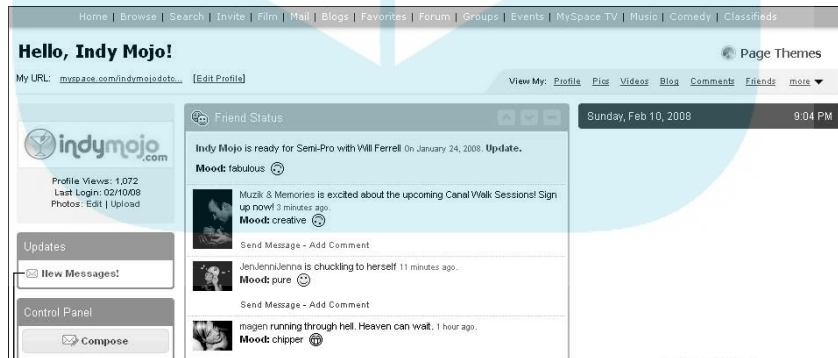 Home | Browse | Search | Invite | Film | Mail | Blogs | Favorites | Forum | Groups | Events | MySpace TV | Music | Comedy | Classifieds
Hello, Indy Mojo!
Page Themes
My URL: myspace.com/indymojodotc... [Edit Profile]
View My: Profile Pics Videos Blog Comments Friends more
indymojo
.com
Profile Views: 1,072
Last Login: 02/10/08
Photos: Edit | Upload
Updates
New Messages!
Control Panel
Compose
Friend Status
Indy Mojo is ready for Semi-Pro with Will Ferrell On January 24, 2008. Update.
Mood: fabulous
Muzik & Memories is excited about the upcoming Canal Walk Sessions! Sign
up now! 3 minutes ago.
Mood: creative
Send Message - Add Comment
JenJenniJenna is chuckling to herself 11 minutes ago.
Mood: pure
Send Message - Add Comment
magen running through hell. Heaven can wait. 1 hour ago.
Mood: chipper
Sunday, Feb 10, 2008 9:04 PM